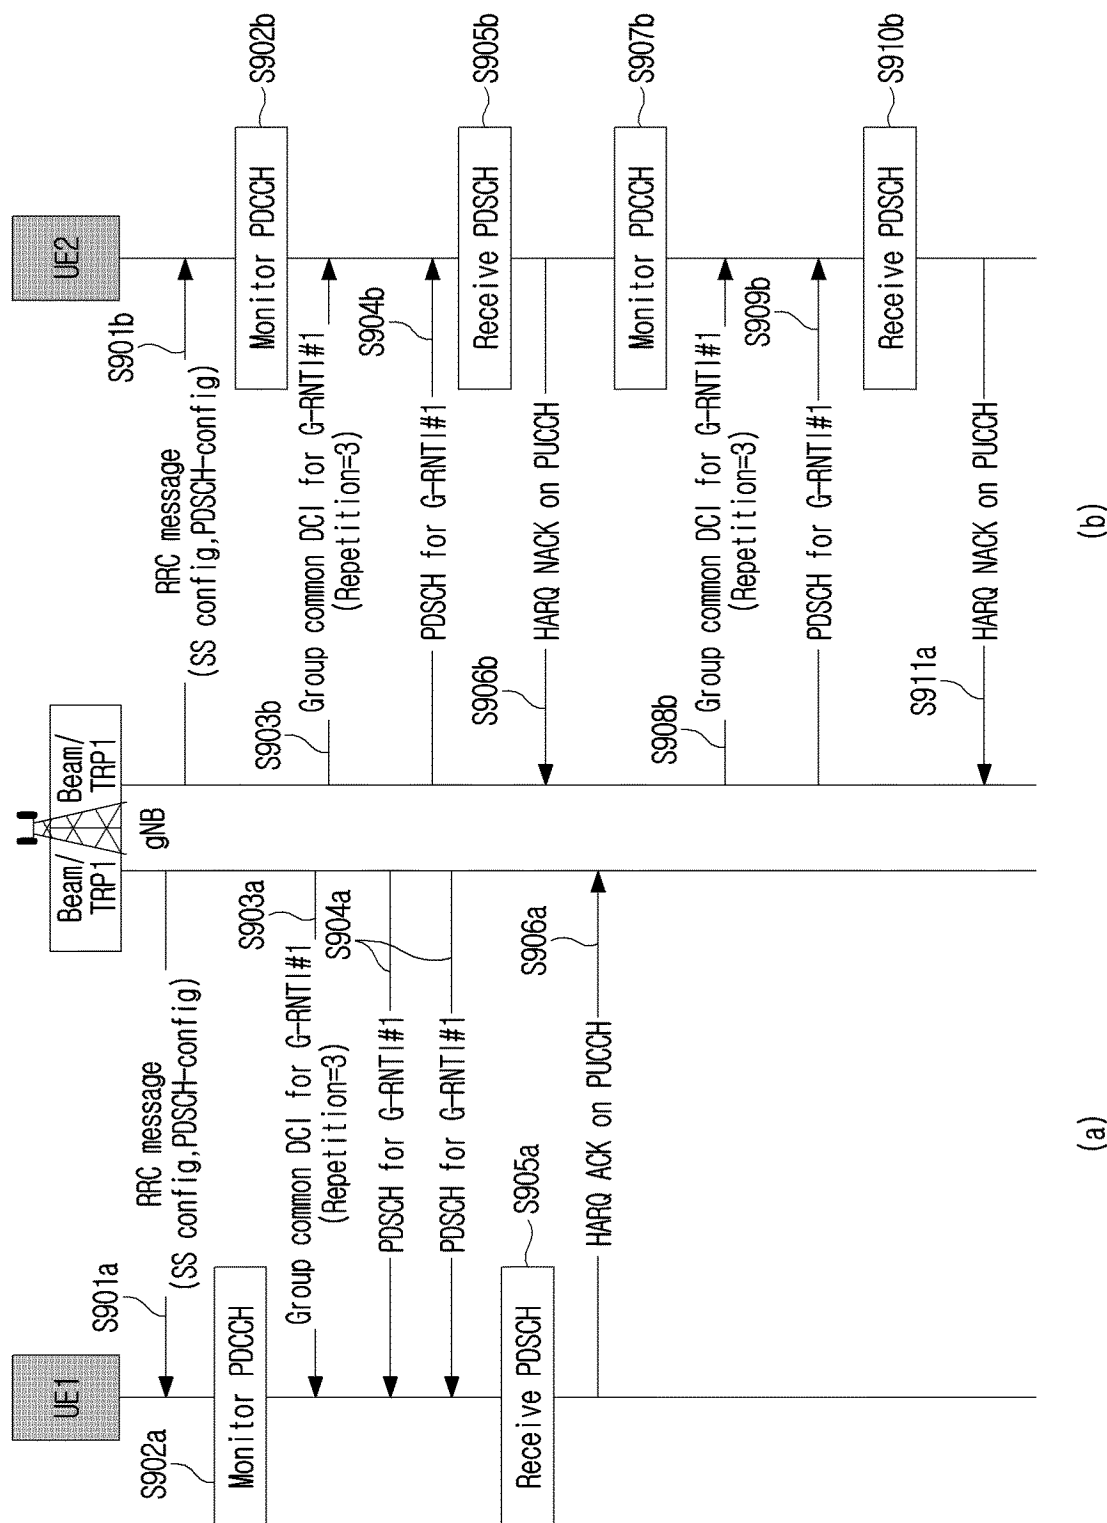 UE1
Beam/
TRP1
Beam/
TRP1
gNB
UE2
S901a
RRC message
(SS config,PDSCH-config)
RRC message
(SS config,PDSCH-config)
S901b
S902a
Monitor PDCCH
Monitor PDCCH
S902b
Group common DCI for G-RNTI#1
(Repetition=3)
S903a
S903b
Group common DCI for G-RNTI#1
(Repetition=3)
PDSCH for G-RNTI#1
S904a
PDSCH for G-RNTI#1
PDSCH for G-RNTI#1
S904b
Receive PDSCH
S905a
Receive PDSCH
S905b
HARQ ACK on PUCCH
S906a
S906b
HARQ NACK on PUCCH
Monitor PDCCH
S907b
S908b
Group common DCI for G-RNTI#1
(Repetition=3)
PDSCH for G-RNTI#1
S909b
Receive PDSCH
S910b
S911a
HARQ NACK on PUCCH
(a)
(b)